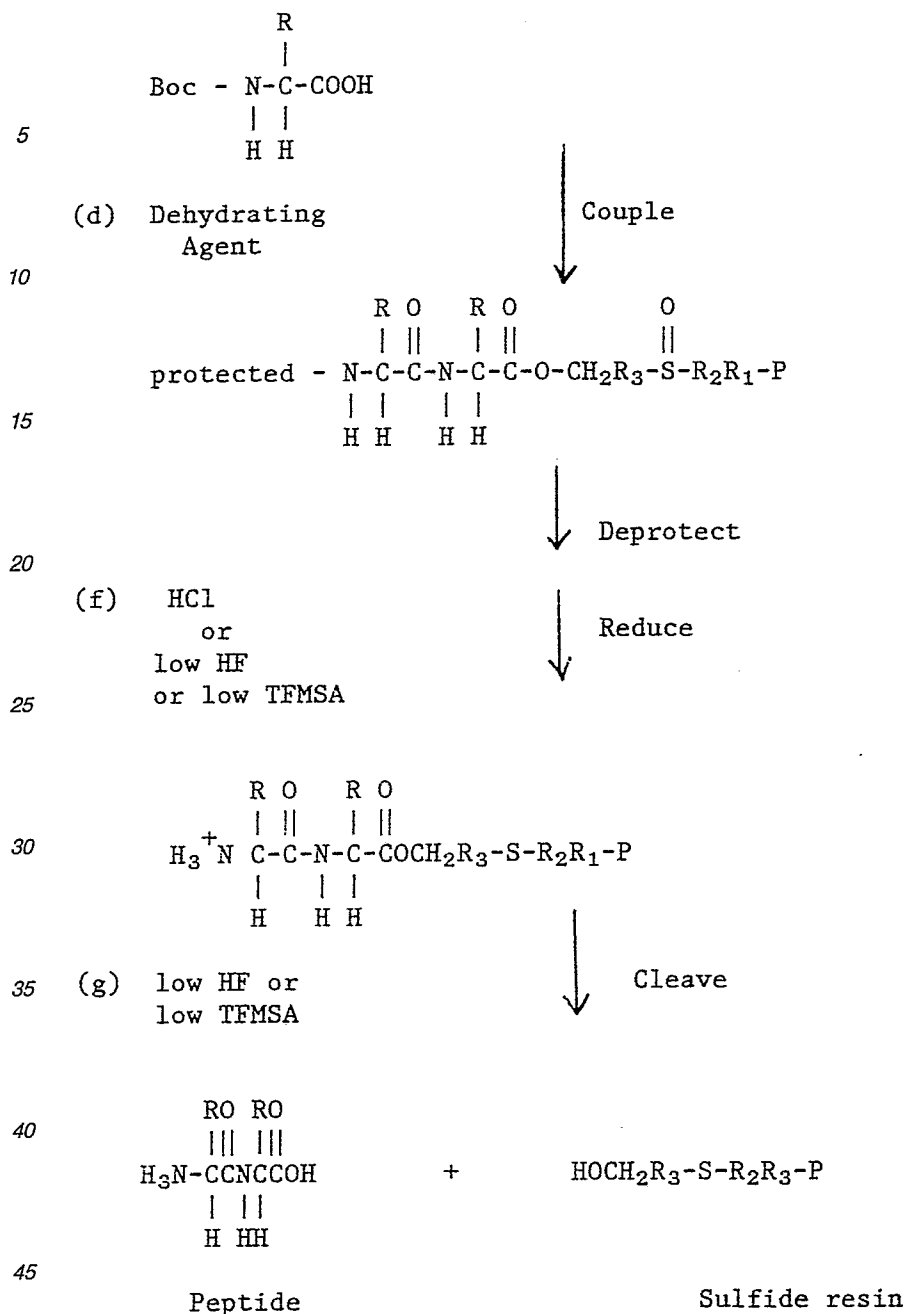 R
|
Boc - N-C-COOH
| |
5
H H
(d) Dehydrating
Couple
Agent
10
R O R O O
| || | || ||
protected - N-C-C-N-C-C-O-CH₂R₃-S-R₂R₁-P
| | | |
15
H H H H
Deprotect
20
(f) HCl
or
Reduce
low HF
or low TFMSA
25
R O R O
| || | ||
30
H₃⁺N C-C-N-C-COCH₂R₃-S-R₂R₁-P
| | |
H H H
35
(g) low HF or
Cleave
low TFMSA
40
RO RO
||| |||
H₃N-CCNCCOH + HOCH₂R₃-S-R₂R₃-P
| ||
H HH
45
Peptide Sulfide resin